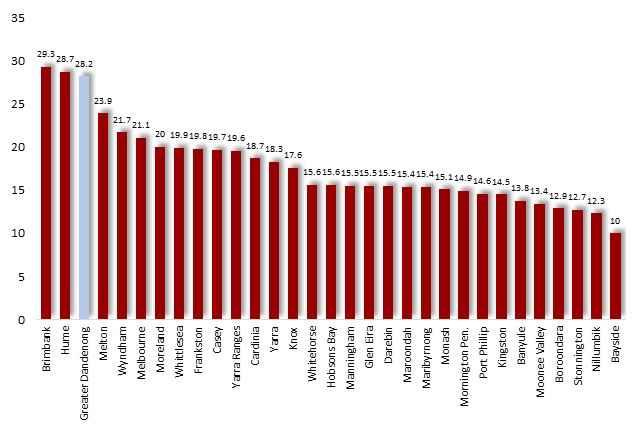 35
30
25
20
15
10
5
0
29.3
28.7
28.2
23.9
21.7
21.1
20
19.9
19.8
19.7
19.6
18.7
18.3
17.6
15.6
15.6
15.5
15.5
15.5
15.4
15.4
15.1
14.9
14.6
14.5
13.8
13.4
12.9
12.7
12.3
10
Brimbank
Hume
Greater Dandenong
Melton
Wyndham
Melbourne
Moreland
Whittlesea
Frankston
Casey
Yarra Ranges
Cardinia
Yarra
Knox
Whitehorse
Hobsons Bay
Manningham
Glen Eira
Darebin
Maroondah
Maribyrnong
Monash
Mornington Pen.
Port Phillip
Kingston
Banyule
Moonee Valley
Boroondara
Stonnington
Nillumbik
Bayside